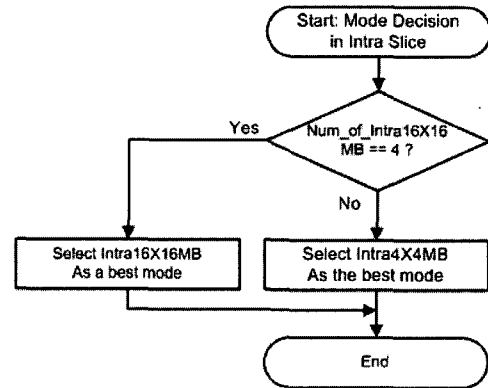 Start: Mode Decision
in Intra Slice
Yes
Num_of_Intra16X16
MB == 4 ?
No
Select Intra16X16MB
As a best mode
Select Intra4X4MB
As the best mode
End